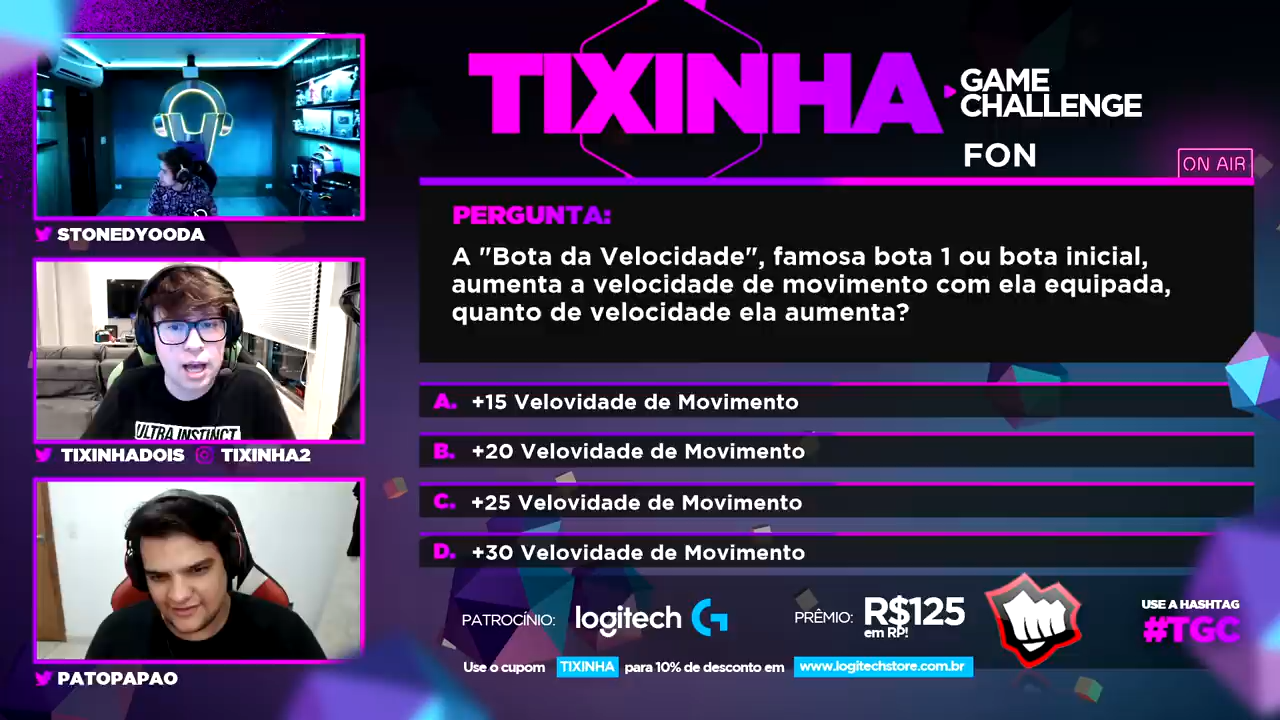 TIXINHA
GAME
CHALLENGE
FON
ON AIR
STONEDYOODA
ULTRA INSTINCT
TIXINHADOIS TIXINHA2
PATOPAPAO
PERGUNTA:
A "Bota da Velocidade", famosa bota 1 ou bota inicial,
aumenta a velocidade de movimento com ela equipada,
quanto de velocidade ela aumenta?
A. +15 Velovidade de Movimento
B. +20 Velovidade de Movimento
C. +25 Velovidade de Movimento
D. +30 Velovidade de Movimento
PATROCÍNIO: logitech G
PRÊMIO: R$125
em RP!
USE A HASHTAG
#TGC
Use o cupom TIXINHA para 10% de desconto em www.logitechstore.com.br